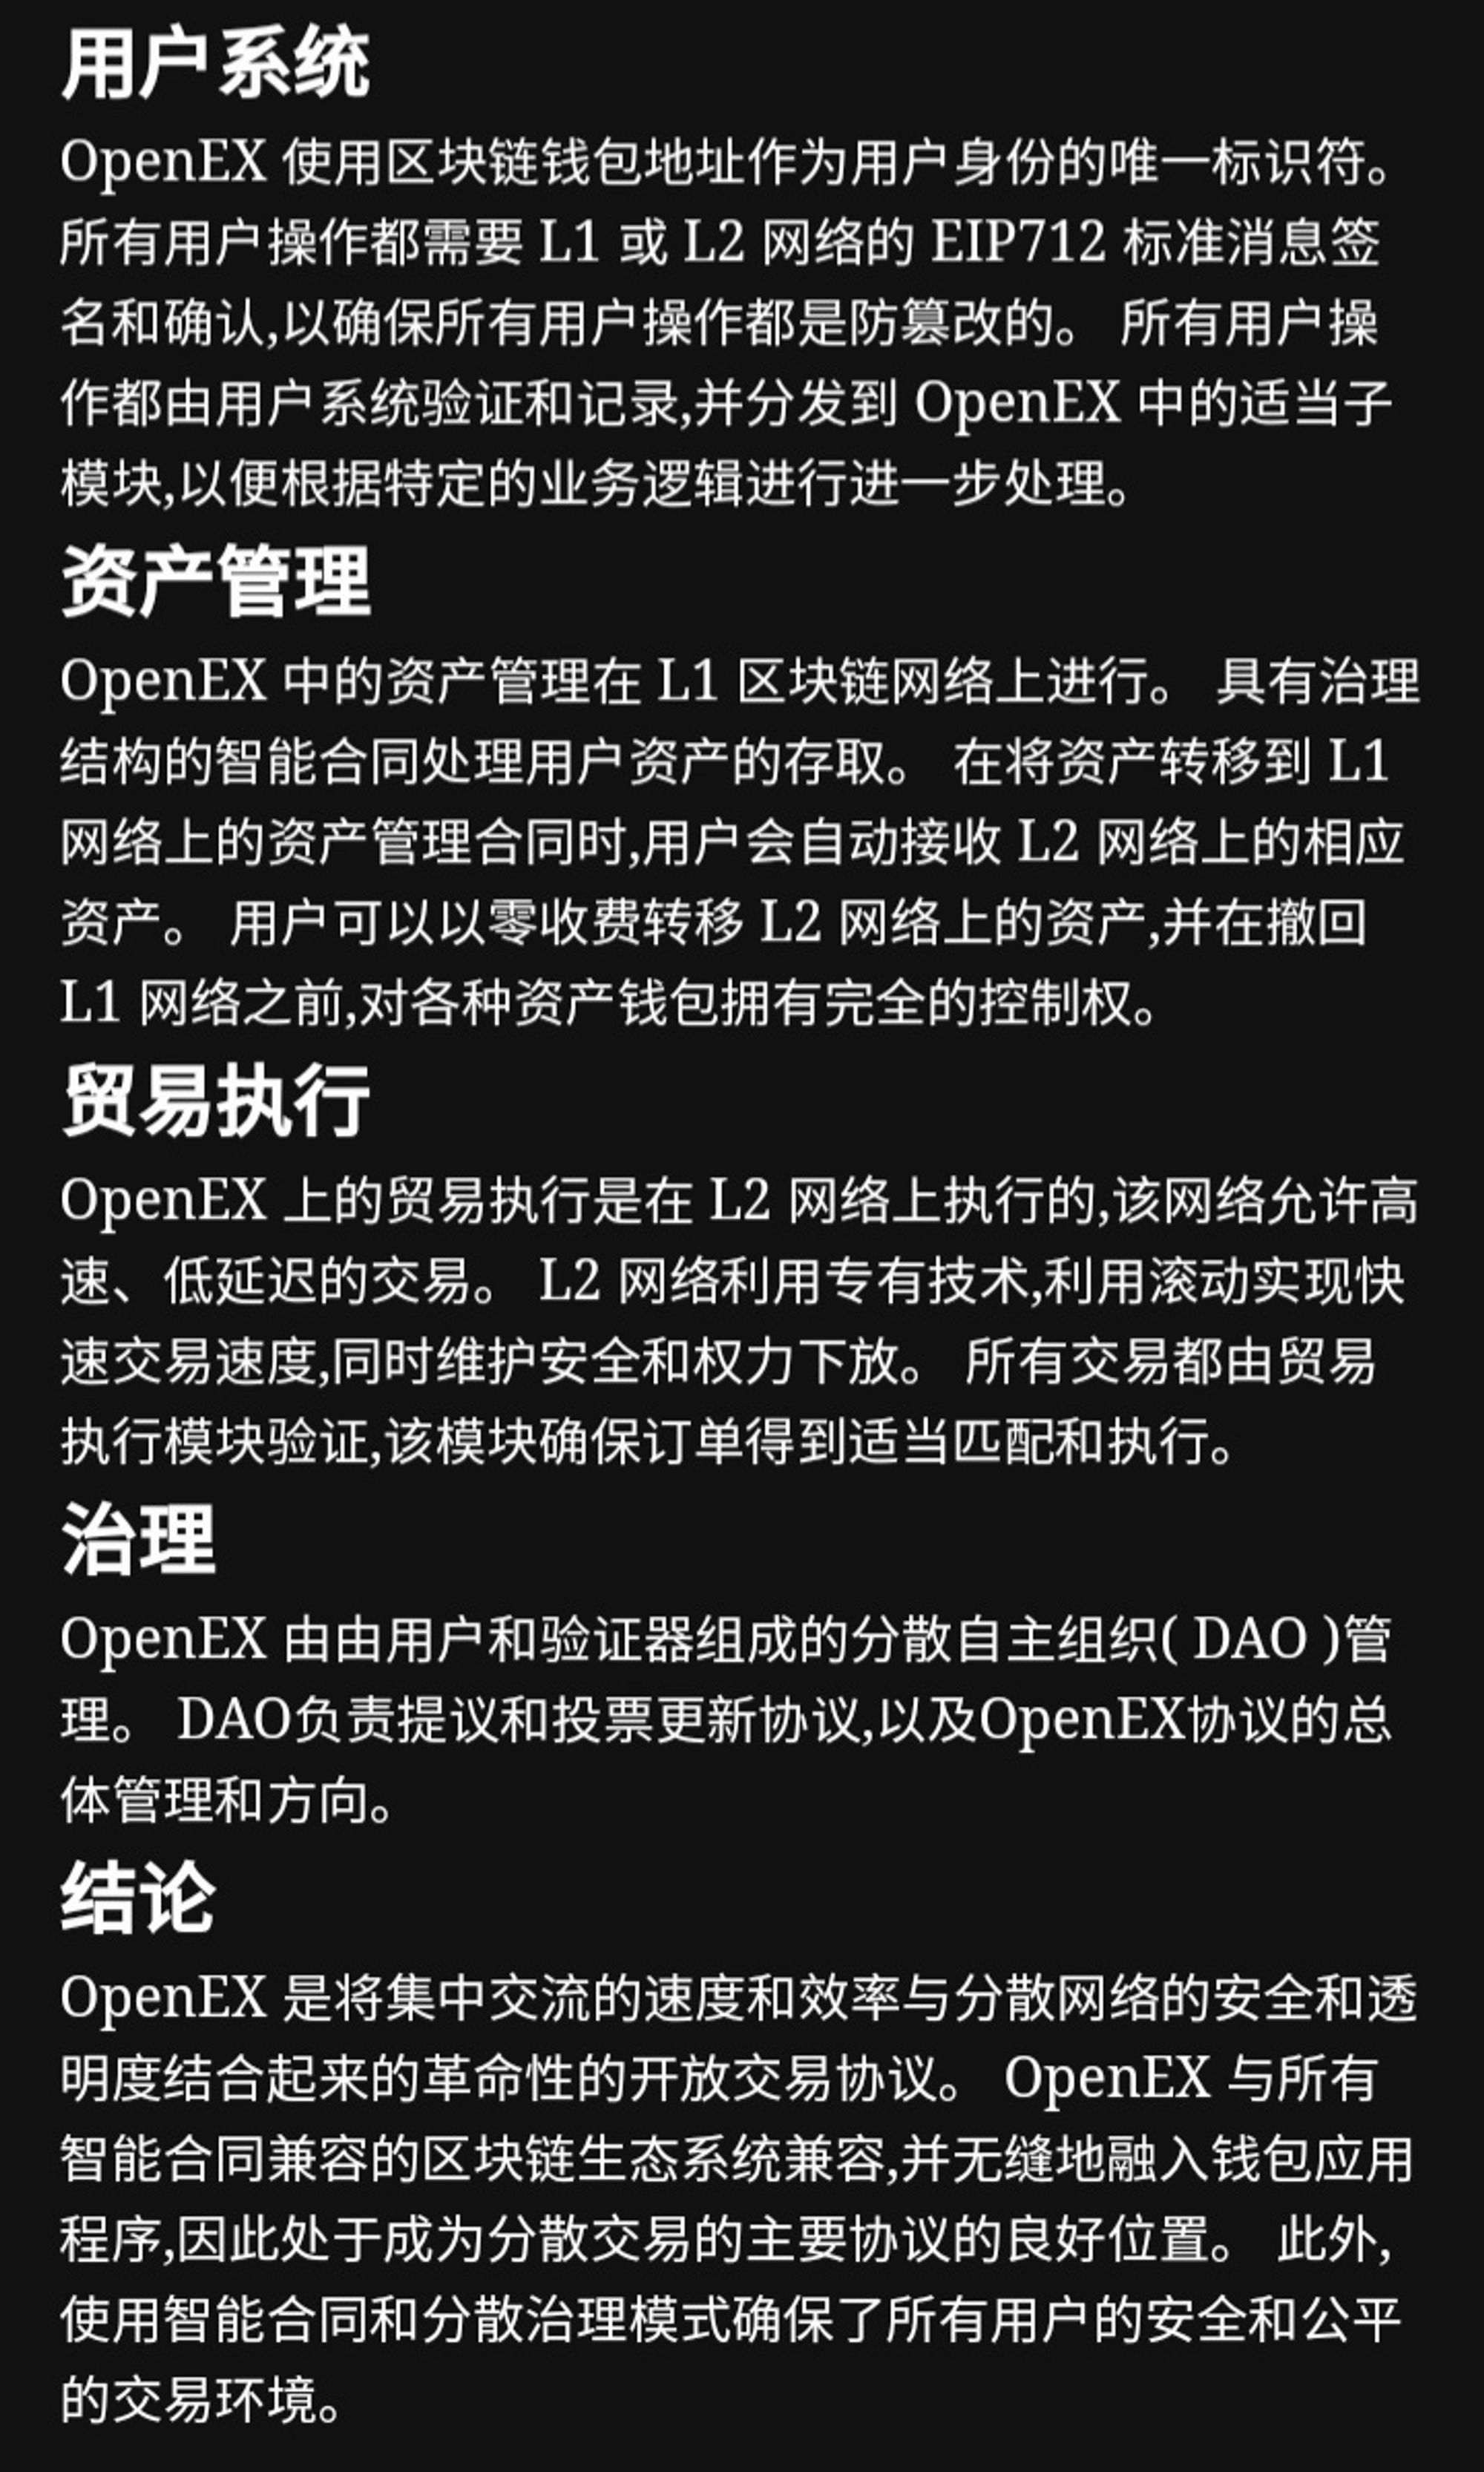 用户系统
OpenEX 使用区块链钱包地址作为用户身份的唯一标识符。
所有用户操作都需要 L1 或 L2 网络的 EIP712 标准消息签
名和确认,以确保所有用户操作都是防篡改的。 所有用户操
作都由用户系统验证和记录,并分发到 OpenEX 中的适当子
模块,以便根据特定的业务逻辑进行进一步处理。
资产管理
OpenEX 中的资产管理在 L1 区块链网络上进行。 具有治理
结构的智能合同处理用户资产的存取。 在将资产转移到 L1
网络上的资产管理合同时,用户会自动接收 L2 网络上的相应
资产。 用户可以以零收费转移 L2 网络上的资产,并在撤回
L1 网络之前,对各种资产钱包拥有完全的控制权。
贸易执行
OpenEX 上的贸易执行是在 L2 网络上执行的,该网络允许高
速、低延迟的交易。 L2 网络利用专有技术,利用滚动实现快
速交易速度,同时维护安全和权力下放。 所有交易都由贸易
执行模块验证,该模块确保订单得到适当匹配和执行。
治理
OpenEX 由由用户和验证器组成的分散自主组织( DAO )管
理。 DAO负责提议和投票更新协议,以及OpenEX协议的总
体管理和方向。
结论
OpenEX 是将集中交流的速度和效率与分散网络的安全和透
明度结合起来的革命性的开放交易协议。 OpenEX 与所有
智能合同兼容的区块链生态系统兼容,并无缝地融入钱包应用
程序,因此处于成为分散交易的主要协议的良好位置。 此外,
使用智能合同和分散治理模式确保了所有用户的安全和公平
的交易环境。